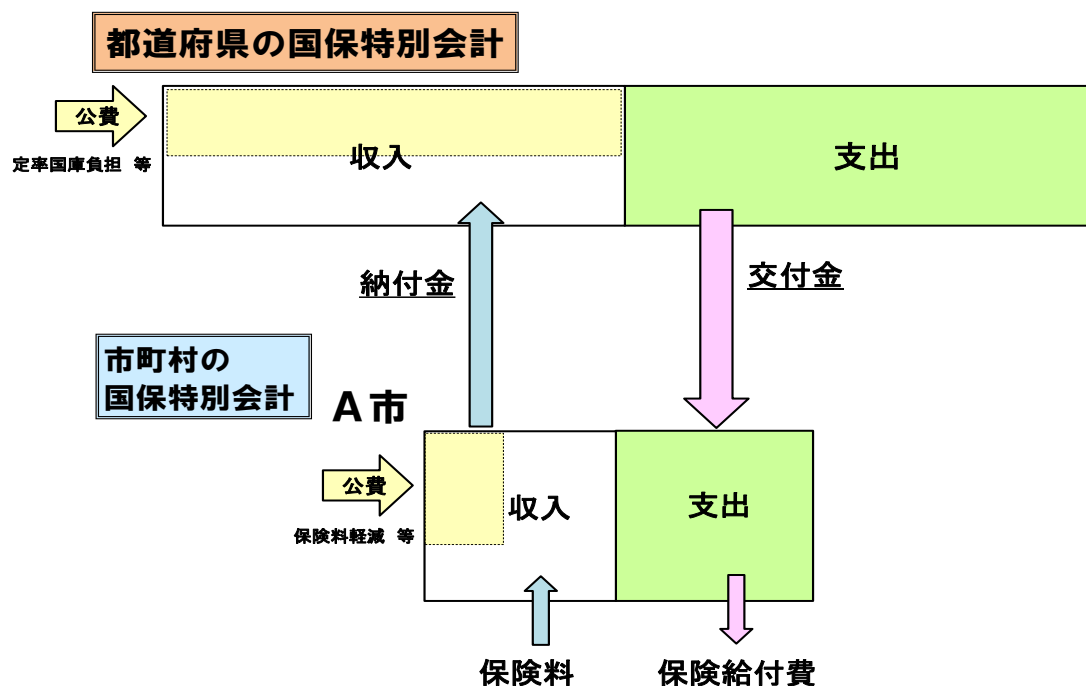 都道府県の国保特別会計
公費
定率国庫負担 等
収入
支出
納付金
交付金
市町村の
国保特別会計
A市
公費
保険料軽減 等
収入
支出
保険料
保険給付費